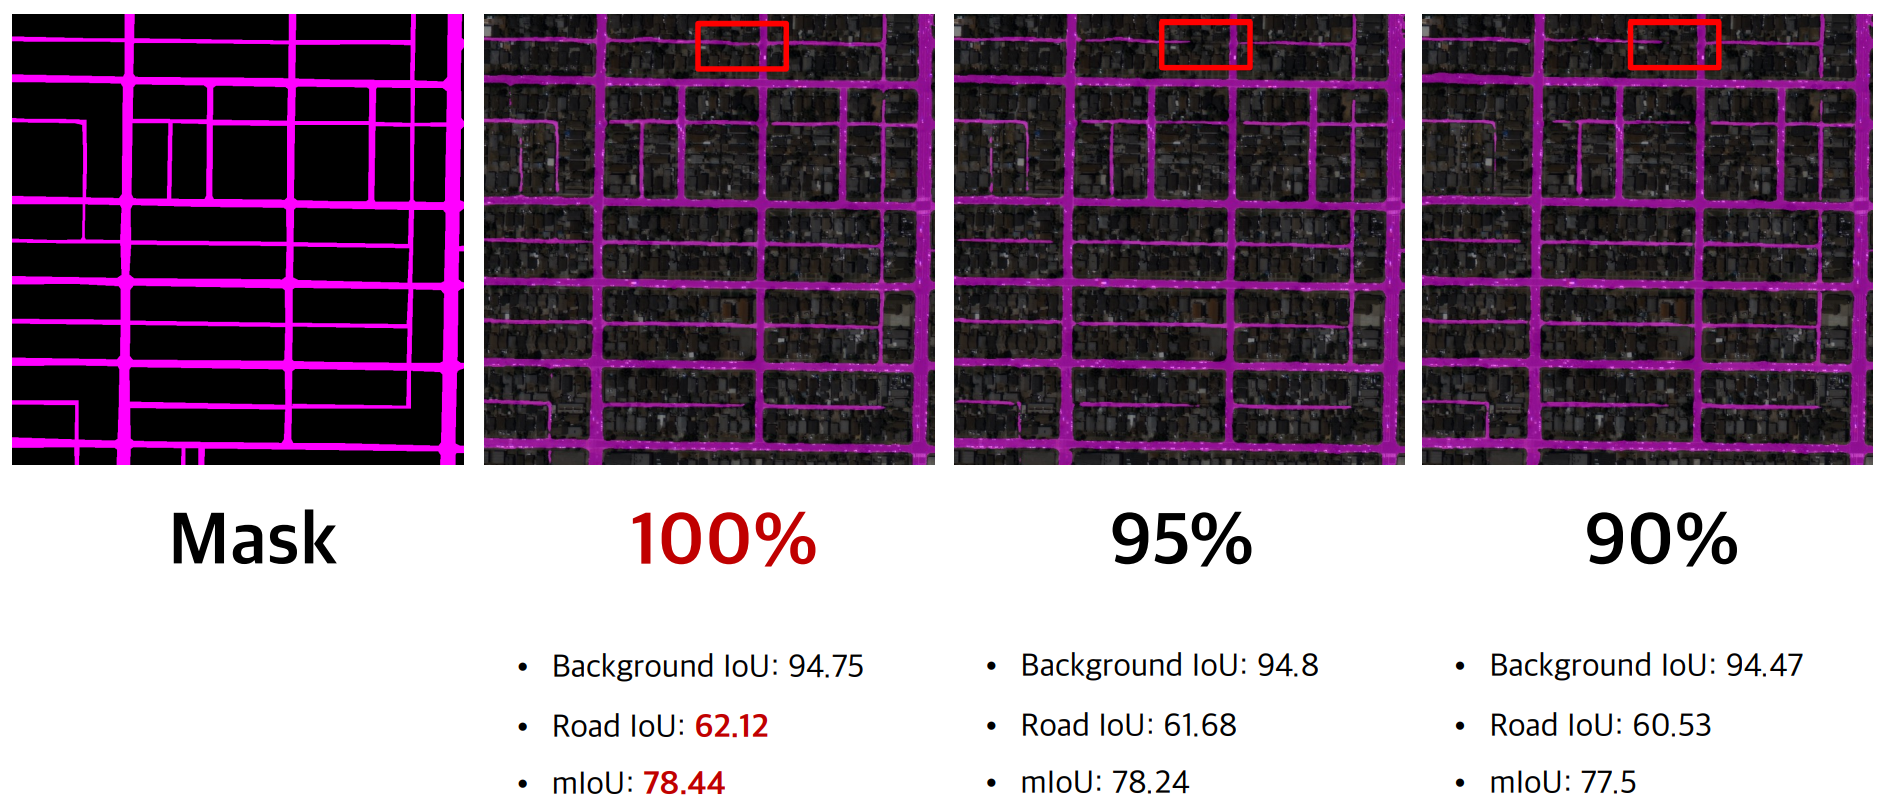 Mask
100%
95%
90%
• Background IoU: 94.75
• Road IoU: 62.12
• mIoU: 78.44
• Background IoU: 94.8
• Road IoU: 61.68
• mIoU: 78.24
• Background IoU: 94.47
• Road IoU: 60.53
• mIoU: 77.5